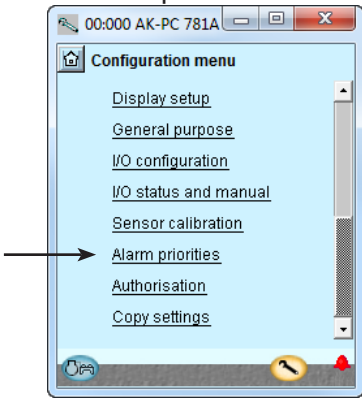 00:000 AK-PC 781A
Configuration menu
Display setup
General purpose
I/O configuration
I/O status and manual
Sensor calibration
Alarm priorities
Authorisation
Copy settings